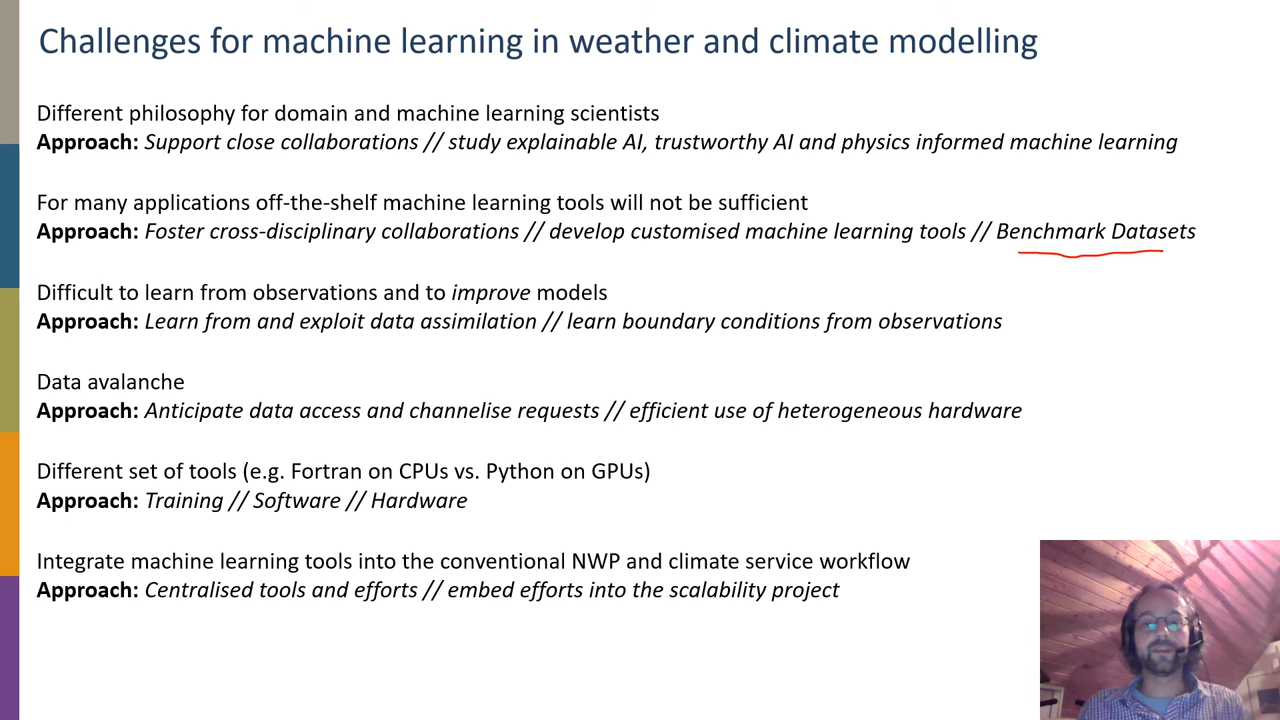 Challenges for machine learning in weather and climate modelling
Different philosophy for domain and machine learning scientists
Approach: Support close collaborations // study explainable AI, trustworthy AI and physics informed machine learning
For many applications off-the-shelf machine learning tools will not be sufficient
Approach: Foster cross-disciplinary collaborations // develop customised machine learning tools // Benchmark Datasets
Difficult to learn from observations and to improve models
Approach: Learn from and exploit data assimilation // learn boundary conditions from observations
Data avalanche
Approach: Anticipate data access and channelise requests // efficient use of heterogeneous hardware
Different set of tools (e.g. Fortran on CPUs vs. Python on GPUs)
Approach: Training // Software // Hardware
Integrate machine learning tools into the conventional NWP and climate service workflow
Approach: Centralised tools and efforts // embed efforts into the scalability project